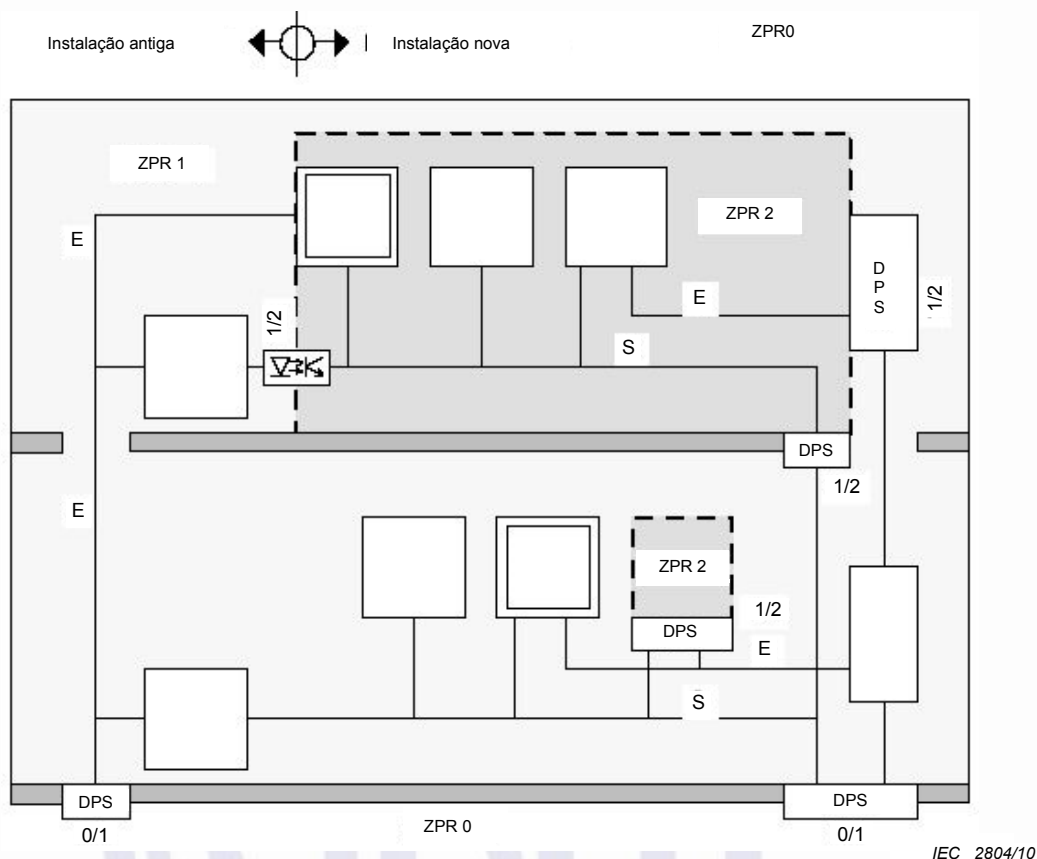 Instalação antiga
Instalação nova
ZPR0
ZPR 1
ZPR 2
E
D
P
S
1/2
E
1/2
S
DPS
1/2
E
ZPR 2
1/2
DPS
E
S
DPS
0/1
ZPR 0
DPS
0/1
IEC 2804/10